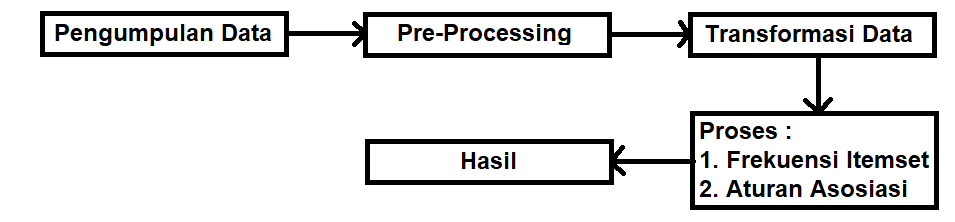 Pengumpulan Data
Pre-Processing
Transformasi Data
Proses :
1. Frekuensi Itemset
2. Aturan Asosiasi
Hasil